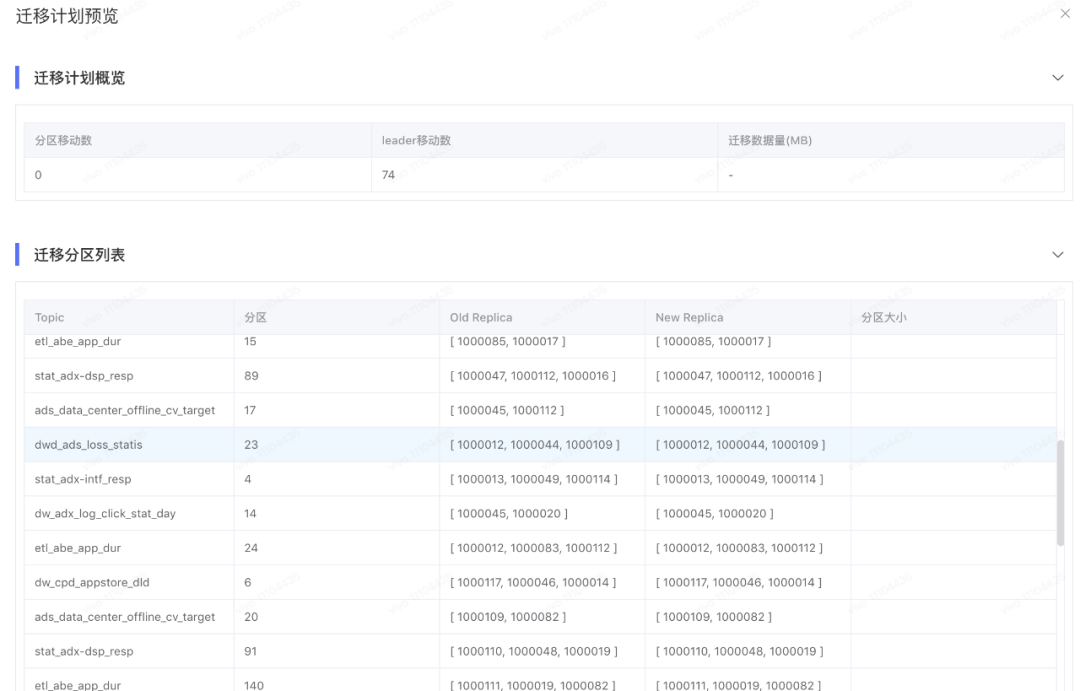 迁移计划预览
迁移计划概览
分区移动数 leader移动数 迁移数据量(MB)
0 74 -
迁移分区列表
Topic 分区 Old Replica New Replica 分区大小
etl_abe_app_dur 15 [ 1000085, 1000017 ] [ 1000085, 1000017 ]
stat_adx-dsp_resp 89 [ 1000047, 1000112, 1000016 ] [ 1000047, 1000112, 1000016 ]
ads_data_center_offline_cv_target 17 [ 1000045, 1000112 ] [ 1000045, 1000112 ]
dwd_ads_loss_statis 23 [ 1000012, 1000044, 1000109 ] [ 1000012, 1000044, 1000109 ]
stat_adx-intf_resp 4 [ 1000013, 1000049, 1000114 ] [ 1000013, 1000049, 1000114 ]
dw_adx_log_click_stat_day 14 [ 1000045, 1000020 ] [ 1000045, 1000020 ]
etl_abe_app_dur 24 [ 1000012, 1000083, 1000112 ] [ 1000012, 1000083, 1000112 ]
dw_cpd_appstore_dld 6 [ 1000117, 1000046, 1000014 ] [ 1000117, 1000046, 1000014 ]
ads_data_center_offline_cv_target 20 [ 1000109, 1000082 ] [ 1000109, 1000082 ]
stat_adx-dsp_resp 91 [ 1000110, 1000048, 1000019 ] [ 1000110, 1000048, 1000019 ]
etl_abe_app_dur 140 [ 1000111, 1000019, 1000082 ] [ 1000111, 1000019, 1000082 ]